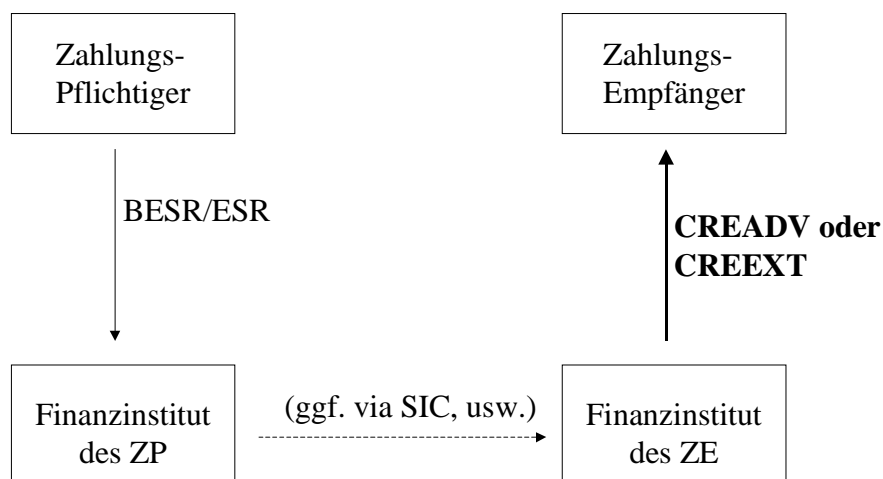 Zahlungs-
Pflichtiger
Zahlungs-
Empfänger
BESR/ESR
CREADV oder
CREEXT
Finanzinstitut
des ZP
(ggf. via SIC, usw.)
Finanzinstitut
des ZE